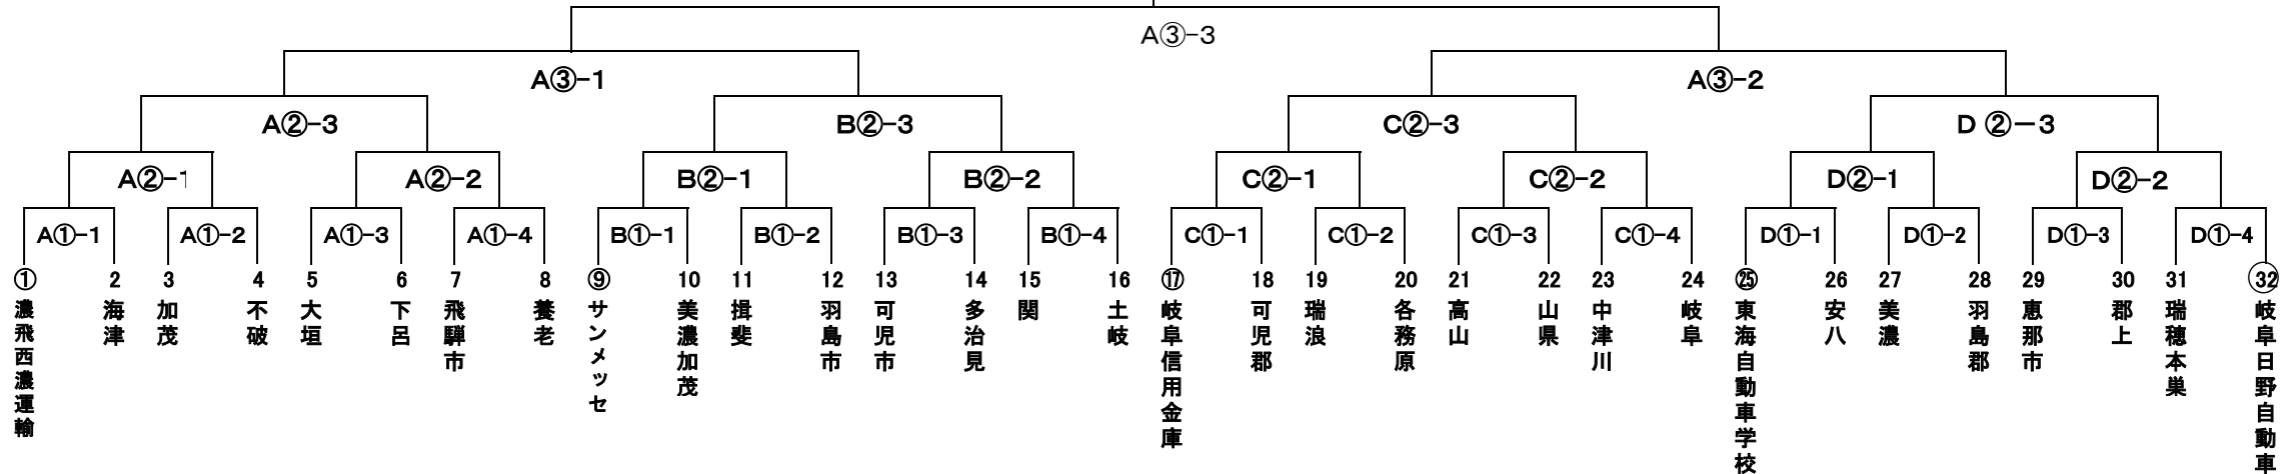 A③-3
A③-1
A③-2
A②-3
B②-3
C②-3
D ②－3
A②-1
A②-2
B②-1
B②-2
C②-1
C②-2
D②-1
D②-2
A①-1
A①-2
A①-3
A①-4
B①-1
B①-2
B①-3
B①-4
C①-1
C①-2
C①-3
C①-4
D①-1
D①-2
D①-3
D①-4
① 濃飛西濃運輸
2 海津
3 加茂
4 不破
5 大垣
6 下呂
7 飛騨市
8 養老
⑨ サンメッセ
10 美濃加茂
11 揖斐
12 羽島市
13 可児市
14 多治見
15 関
16 土岐
⑰ 岐阜信用金庫
18 可児郡
19 瑞浪
20 各務原
21 高山
22 山県
23 中津川
24 岐阜
㉕ 東海自動車学校
26 安八
27 美濃
28 羽島郡
29 恵那市
30 郡上
31 瑞穂本巣
㉜ 岐阜日野自動車